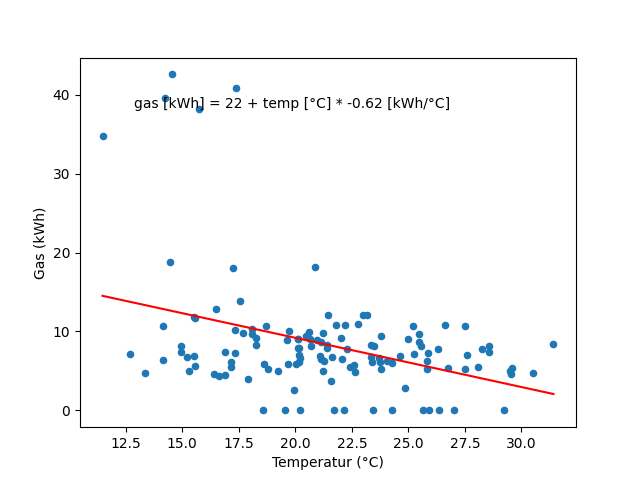 gas [kWh] = 22 + temp [°C] * -0.62 [kWh/°C]
Gas (kWh)
40
30
20
10
0
12.5 15.0 17.5 20.0 22.5 25.0 27.5 30.0
Temperatur (°C)